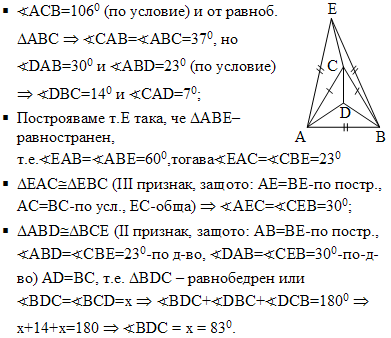 ▪ ∢ACB=106⁰ (по условие) и от равноб.
ΔABC ⇒ ∢CAB=∢ABC=37⁰, но
∢DAB=30⁰ и ∢ABD=23⁰ (по условие)
⇒ ∢DBC=14⁰ и ∢CAD=7⁰;
▪ Построяваме т.E така, че ΔABE–
равностранен,
т.е.∢EAB=∢ABE=60⁰,тогава∢EAC=∢CBE=23⁰
▪ ΔEAC≅ΔEBC (III признак, защото: AE=BE-по постр.,
AC=BC-по усл., EC-обща) ⇒ ∢AEC=∢CEB=30⁰;
▪ ΔABD≅ΔBCE (II признак, защото: AB=BE-по постр.,
∢ABD=∢CBE=23⁰-по д-во, ∢DAB=∢CEB=30⁰-по-д-
во) AD=BC, т.е. ΔBDC – равнобедрен или
∢BDC=∢BCD=x ⇒ ∢BDC+∢DBC+∢DCB=180⁰ ⇒
x+14+x=180 ⇒ ∢BDC = x = 83⁰.
E
C
D
A
B